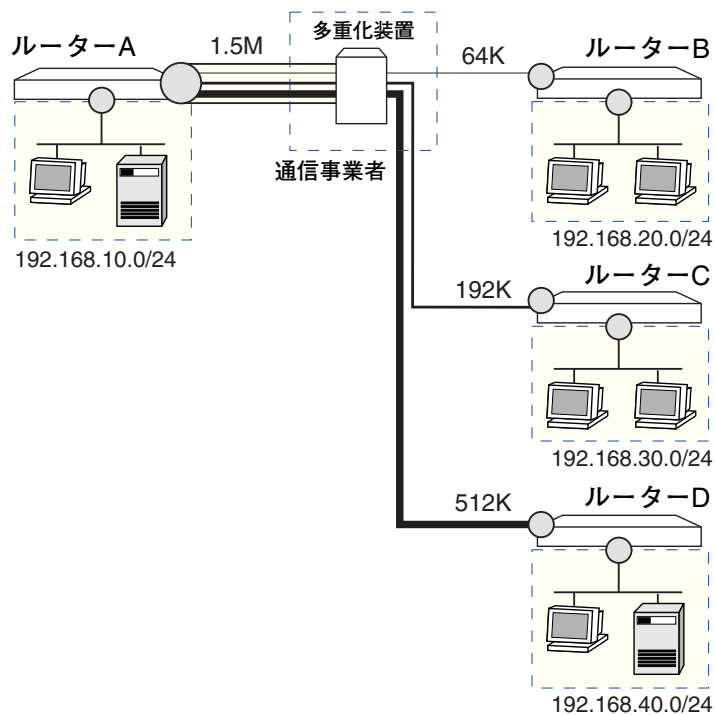 多重化装置
ルーターA
1.5M
64K
ルーターB
通信事業者
192.168.10.0/24
192.168.20.0/24
ルーターC
192K
192.168.30.0/24
ルーターD
512K
192.168.40.0/24